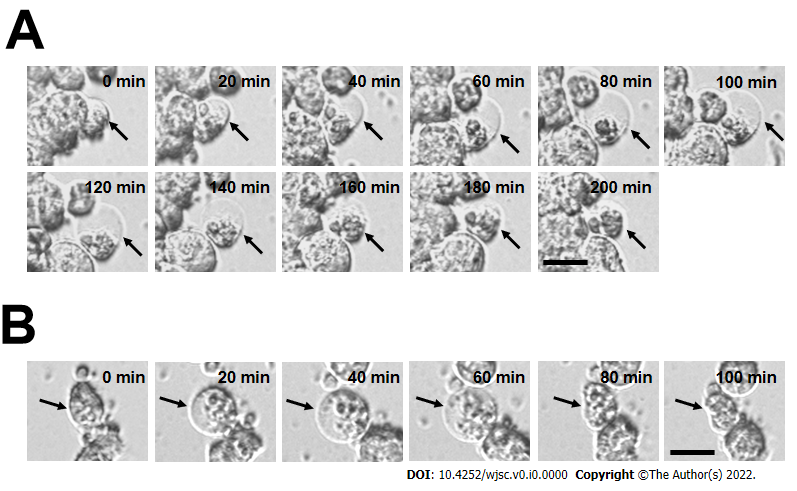 A
0 min 20 min 40 min 60 min 80 min 100 min
120 min 140 min 160 min 180 min 200 min
B
0 min 20 min 40 min 60 min 80 min 100 min
DOI: 10.4252/wjsc.v0.i0.0000 Copyright ©The Author(s) 2022.